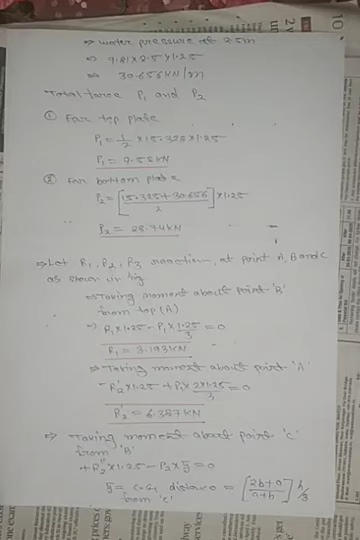 ⇒ water pressure at 2.5m
⇒ 9.81×2.5×1.25
⇒ 30.656 kN/m
Total force P₁ and P₂
① For top plate
P₁ = 1/2 × 15.328 × 1.25
P₁ = 9.58 kN
② For bottom plate
P₂ = [(15.325 + 30.656)/2] × 1.25
P₂ = 28.74 kN
⇒ Let R₁, R₂, R₃ reaction, at point A, B and C
as shown in fig
⇒ Taking moment about point 'B'
from top (A)
⇒ R₁×1.25 − P₁ × 1.25/3 = 0
R₁ = 3.193 kN
⇒ Taking moment about point 'A'
−R₂'×1.25 + P₁ × 2×1.25/3 = 0
R₂' = 6.387 kN
⇒ Taking moment about point 'C'
from 'B'
+R₂''×1.25 − P₂×ȳ = 0
ȳ = C.G. distance = [(2b+a)/(a+b)] h/3
from 'c'
10